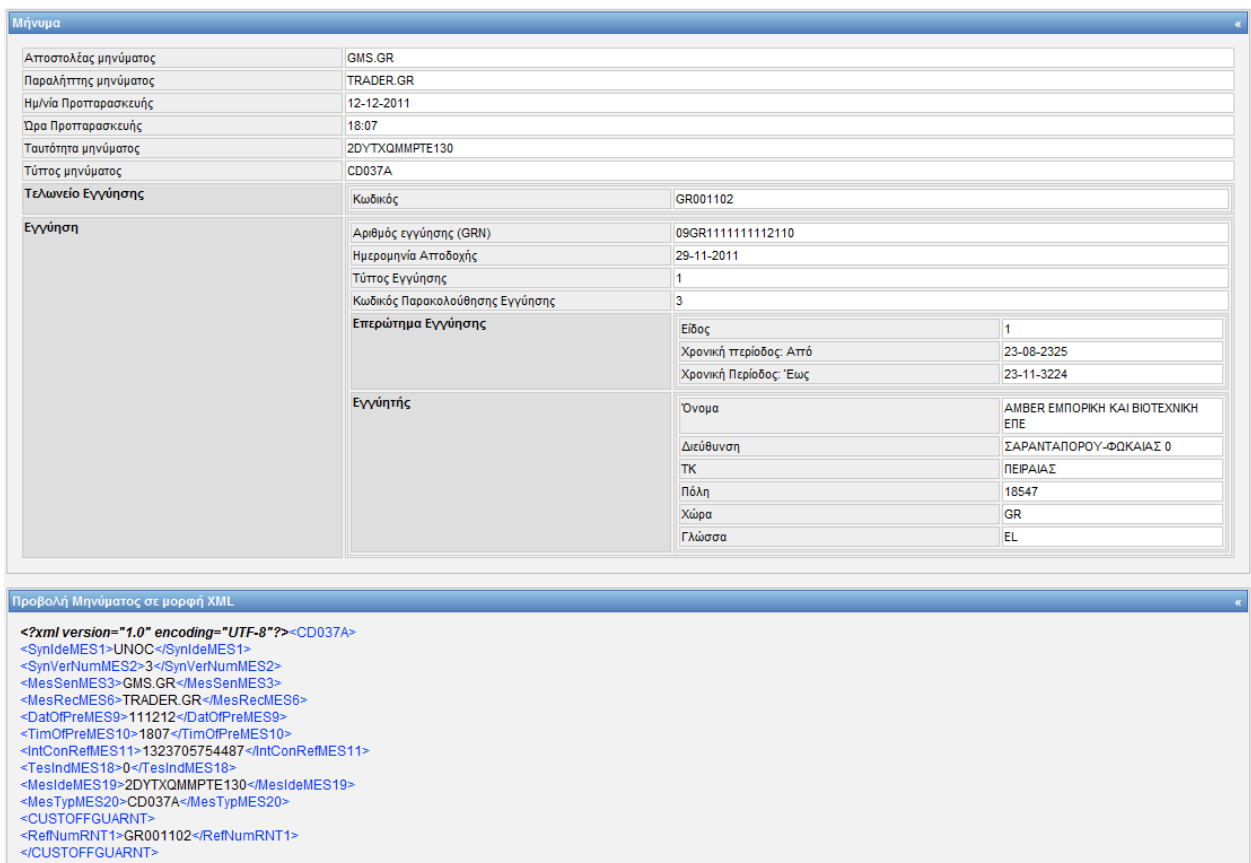 Μήνυμα «
Αποστολέας μηνύματος GMS.GR
Παραλήπτης μηνύματος TRADER.GR
Ημ/νία Προπαρασκευής 12-12-2011
Ώρα Προπαρασκευής 18:07
Ταυτότητα μηνύματος 2DYTXQMMPTE130
Τύπος μηνύματος CD037A
Τελωνείο Εγγύησης Κωδικός GR001102
Εγγύηση Αριθμός εγγύησης (GRN) 09GR1111111112110
Ημερομηνία Αποδοχής 29-11-2011
Τύπος Εγγύησης 1
Κωδικός Παρακολούθησης Εγγύησης 3
Επερώτημα Εγγύησης Είδος 1
Χρονική περίοδος: Από 23-08-2325
Χρονική Περίοδος: Έως 23-11-3224
Εγγύητής Όνομα AMBER ΕΜΠΟΡΙΚΗ ΚΑΙ ΒΙΟΤΕΧΝΙΚΗ
ΕΠΕ
Διεύθυνση ΣΑΡΑΝΤΑΠΟΡΟΥ-ΦΩΚΑΙΑΣ 0
ΤΚ ΠΕΙΡΑΙΑΣ
Πόλη 18547
Χώρα GR
Γλώσσα EL
Προβολή Μηνύματος σε μορφή XML «
<?xml version="1.0" encoding="UTF-8"?><CD037A>
<SynIdeMES1>UNOC</SynIdeMES1>
<SynVerNumMES2>3</SynVerNumMES2>
<MesSenMES3>GMS.GR</MesSenMES3>
<MesRecMES6>TRADER.GR</MesRecMES6>
<DatOfPreMES9>111212</DatOfPreMES9>
<TimOfPreMES10>1807</TimOfPreMES10>
<IntConRefMES11>1323705754487</IntConRefMES11>
<TesIndMES18>0</TesIndMES18>
<MesIdeMES19>2DYTXQMMPTE130</MesIdeMES19>
<MesTypMES20>CD037A</MesTypMES20>
<CUSTOFFGUARNT>
<RefNumRNT1>GR001102</RefNumRNT1>
</CUSTOFFGUARNT>